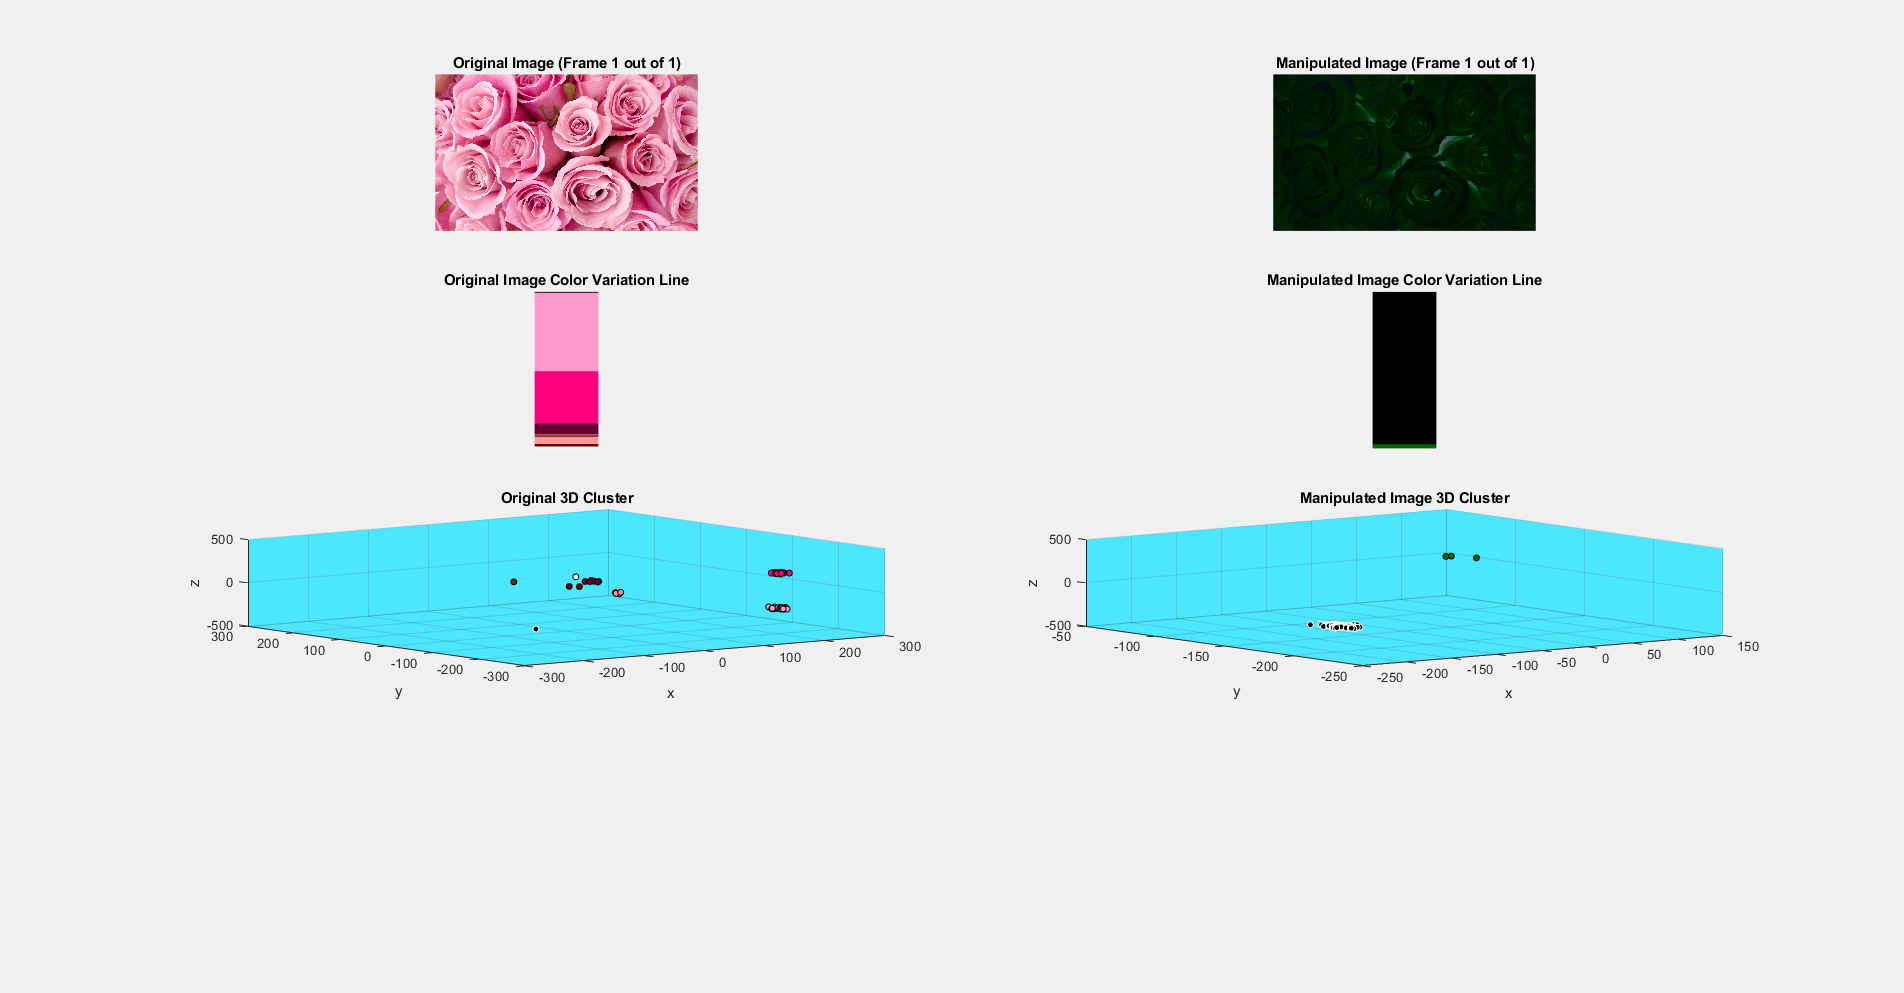 Original Image (Frame 1 out of 1)
Manipulated Image (Frame 1 out of 1)
Original Image Color Variation Line
Manipulated Image Color Variation Line
Original 3D Cluster
500
0
-500
z
300
200
100
0
-100
-200
-300
y
-300
-200
-100
0
100
200
300
x
Manipulated Image 3D Cluster
500
0
-500
z
-50
-100
-150
-200
-250
y
-250
-200
-150
-100
-50
0
50
100
150
x